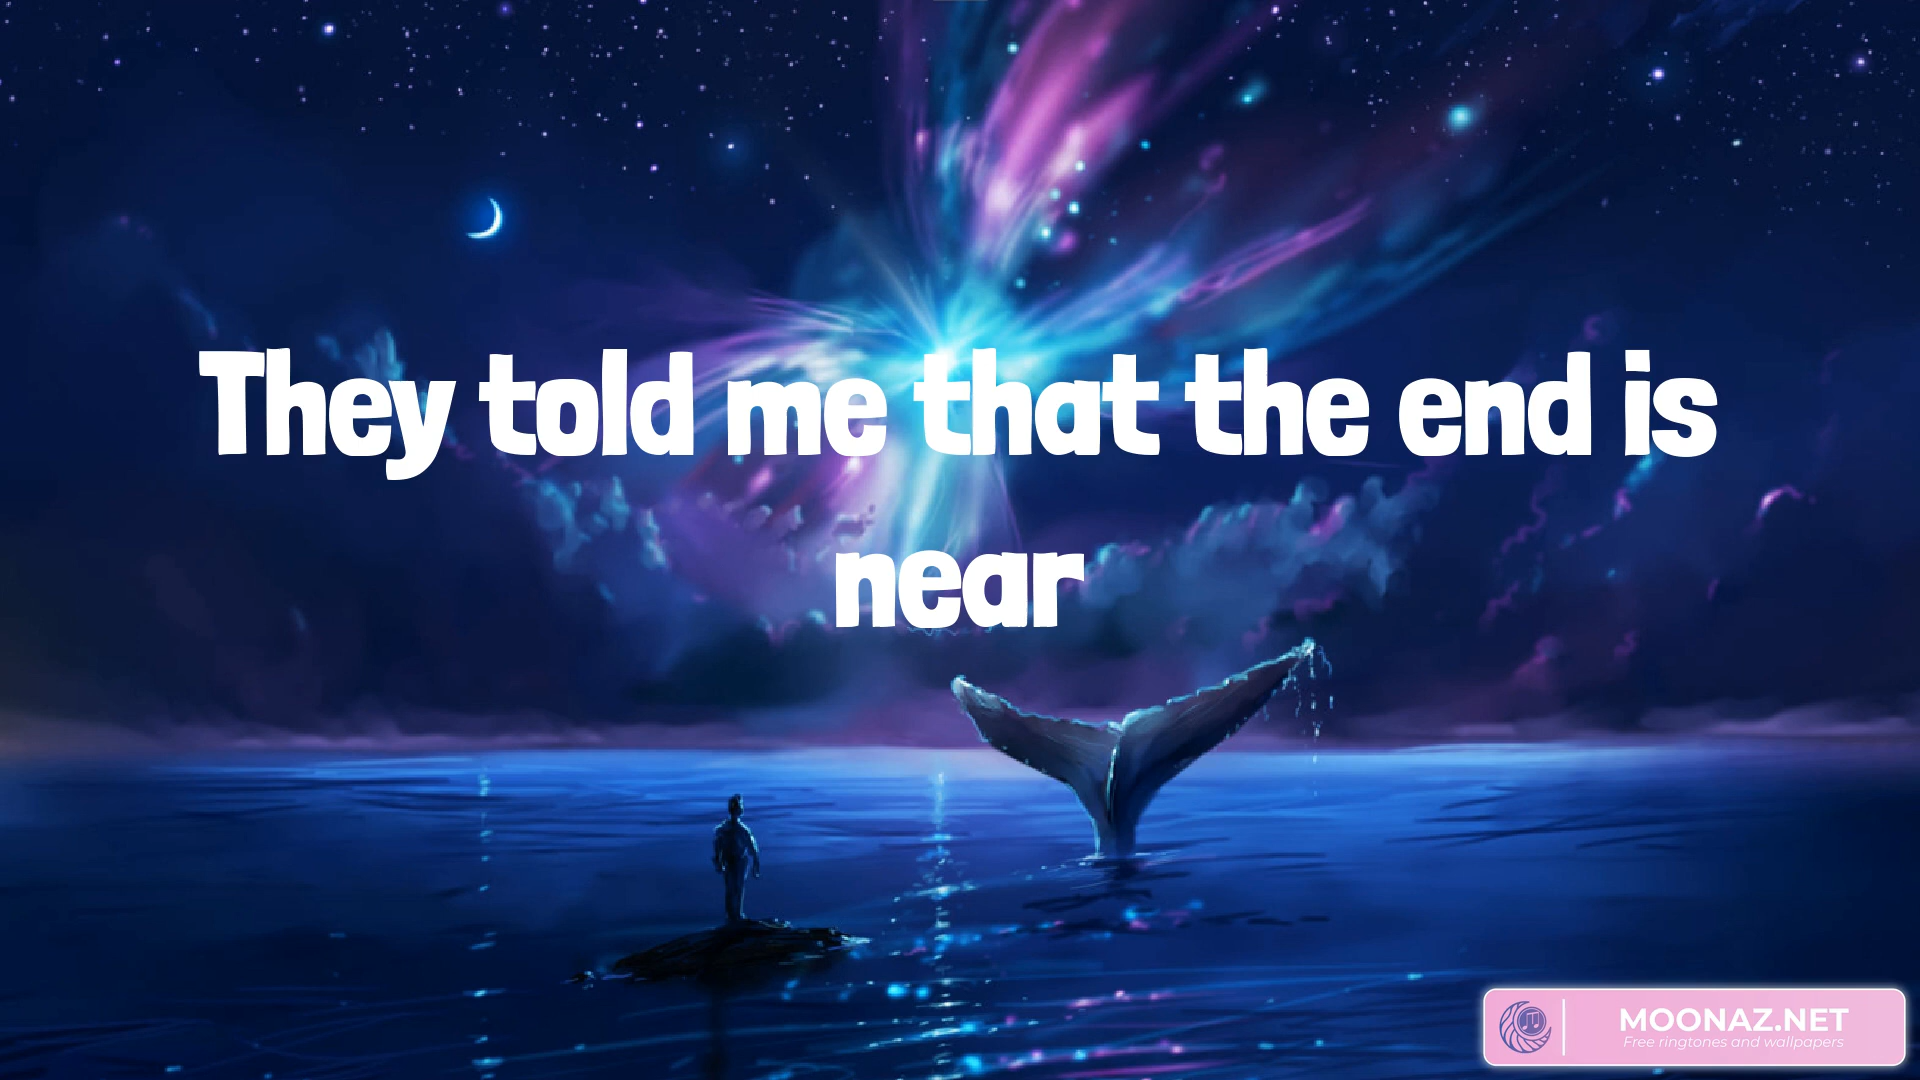 They told me that the end is
near
MOONAZ.NET
Free ringtones and wallpapers